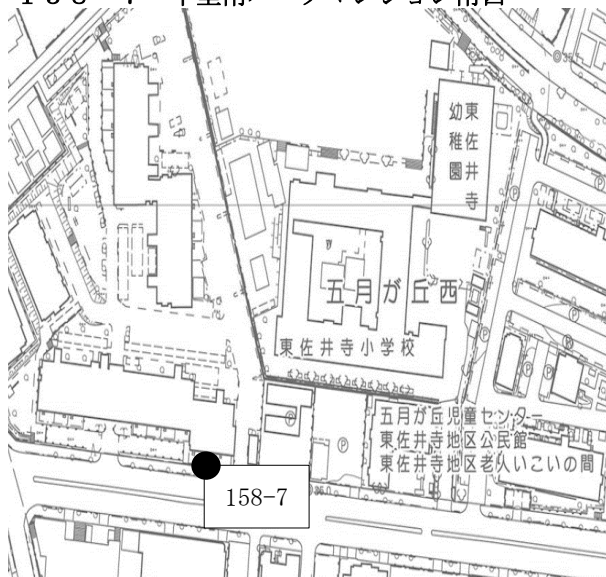 東佐井寺
幼稚園
五月が丘西
東佐井寺小学校
五月が丘児童センター
東佐井寺地区公民館
東佐井寺地区老人いこいの間
158-7